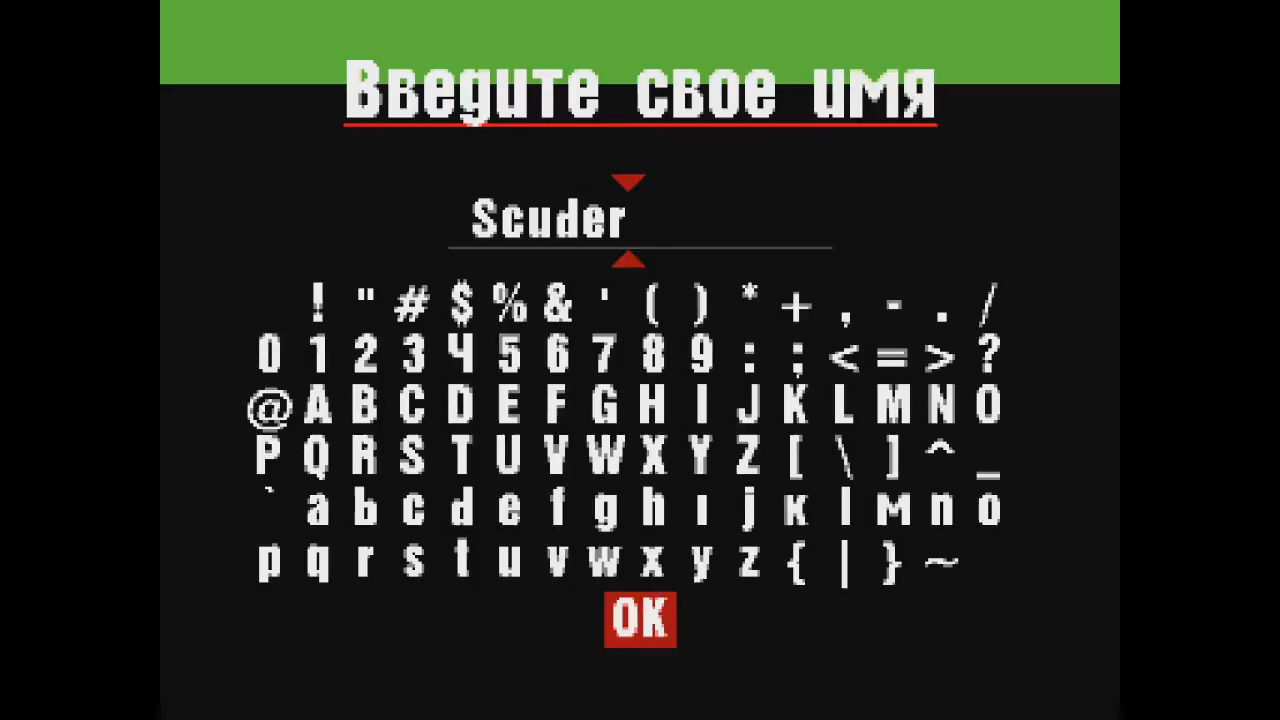 Введите свое имя
Scuder
! " # $ % & ' ( ) * + , - . /
0 1 2 3 4 5 6 7 8 9 : ; < = > ?
@ A B C D E F G H I J K L M N O
P Q R S T U V W X Y Z [ \ ] ^ _
` a b c d e f g h ı j к l м n o
p q r s t u v w x y z { | } ~
OK